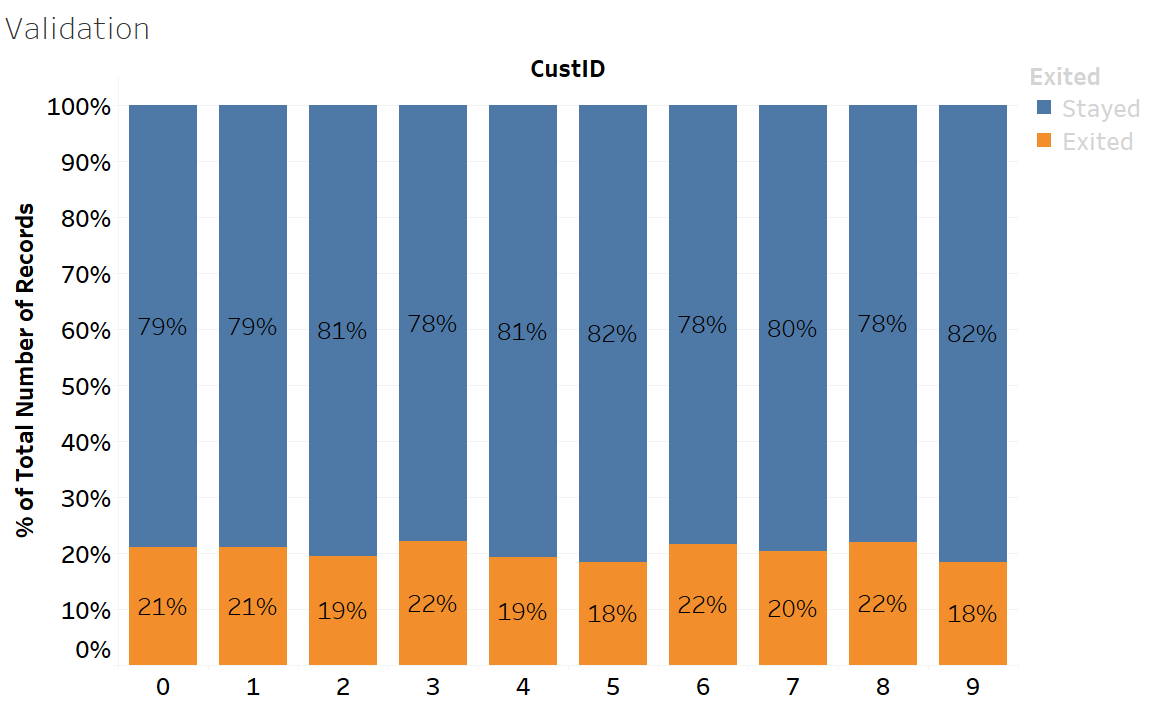 Validation
CustID
Exited
Stayed
Exited
% of Total Number of Records
100%
90%
80%
70%
60%
50%
40%
30%
20%
10%
0%
79% 79% 81% 78% 81% 82% 78% 80% 78% 82%
21% 21% 19% 22% 19% 18% 22% 20% 22% 18%
0 1 2 3 4 5 6 7 8 9